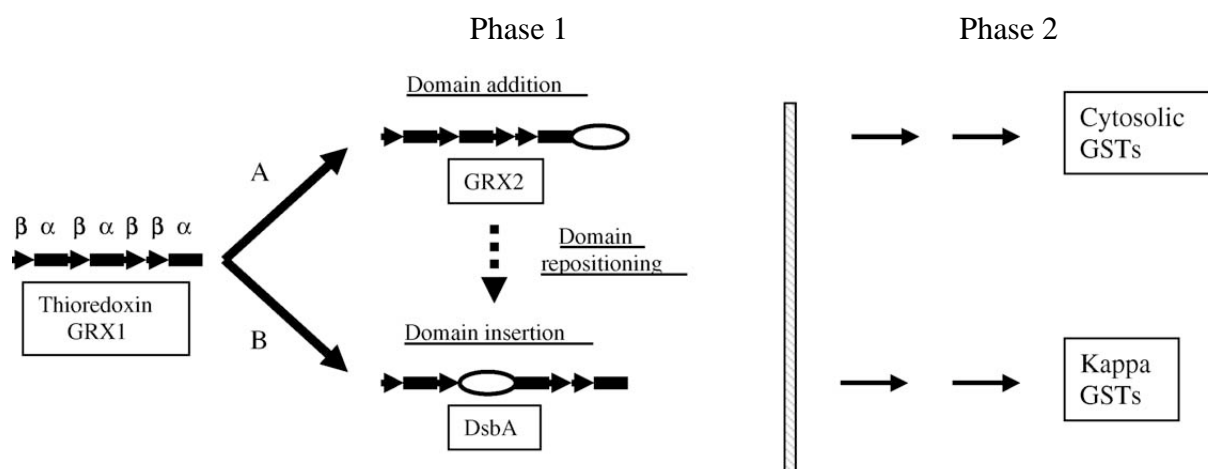 Phase 1
Phase 2
Domain addition
Cytosolic
GSTs
A
GRX2
β α β α β β α
Domain
repositioning
Thioredoxin
GRX1
B
Domain insertion
Kappa
GSTs
DsbA